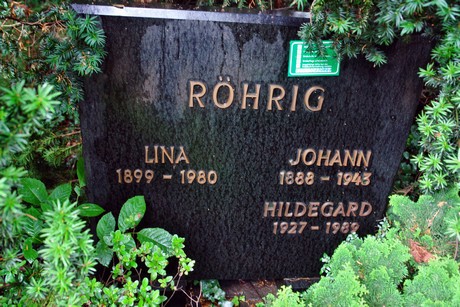 RÖHRIG
LINA
1899 - 1980
JOHANN
1888 - 1943
HILDEGARD
1927 - 1989